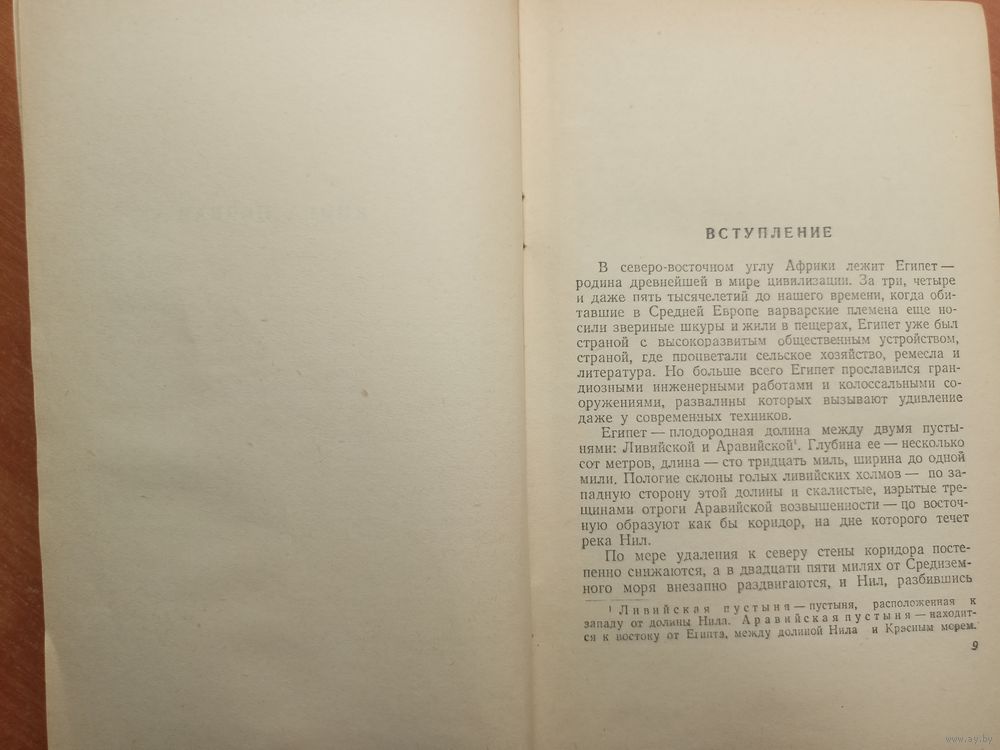 ВСТУПЛЕНИЕ
В северо-восточном углу Африки лежит Египет —
родина древнейшей в мире цивилизации. За три, четыре
и даже пять тысячелетий до нашего времени, когда оби-
тавшие в Средней Европе варварские племена еще но-
сили звериные шкуры и жили в пещерах, Египет уже был
страной с высокоразвитым общественным устройством,
страной, где процветали сельское хозяйство, ремесла и
литература. Но больше всего Египет прославился гран-
диозными инженерными работами и колоссальными со-
оружениями, развалины которых вызывают удивление
даже у современных техников.
Египет — плодородная долина между двумя пусты-
нями: Ливийской и Аравийской¹. Глубина ее — несколько
сот метров, длина — сто тридцать миль, ширина до одной
мили. Пологие склоны голых ливийских холмов — по за-
падную сторону этой долины и скалистые, изрытые тре-
щинами отроги Аравийской возвышенности — по восточ-
ную образуют как бы коридор, на дне которого течет
река Нил.
По мере удаления к северу стены коридора посте-
пенно снижаются, а в двадцати пяти милях от Средизем-
ного моря внезапно раздвигаются, и Нил, разбившись
¹ Ливийская пустыня — пустыня, расположенная к
западу от долины Нила. Аравийская пустыня — находит-
ся к востоку от Египта, между долиной Нила и Красным морем.
9
www.ay.by